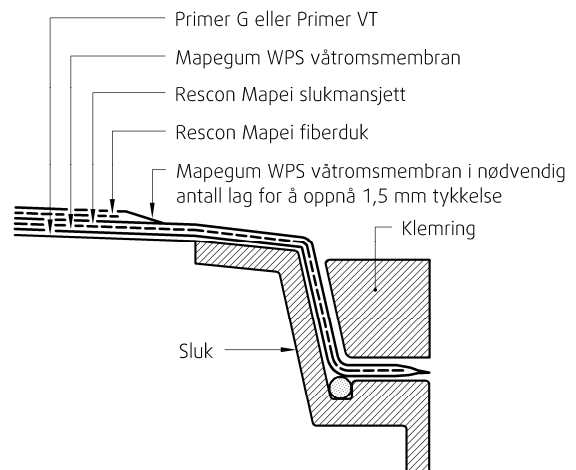 Primer G eller Primer VT
Mapegum WPS våtromsmembran
Rescon Mapei slukmansjett
Rescon Mapei fiberduk
Mapegum WPS våtromsmembran i nødvendig
antall lag for å oppnå 1,5 mm tykkelse
Klemring
Sluk